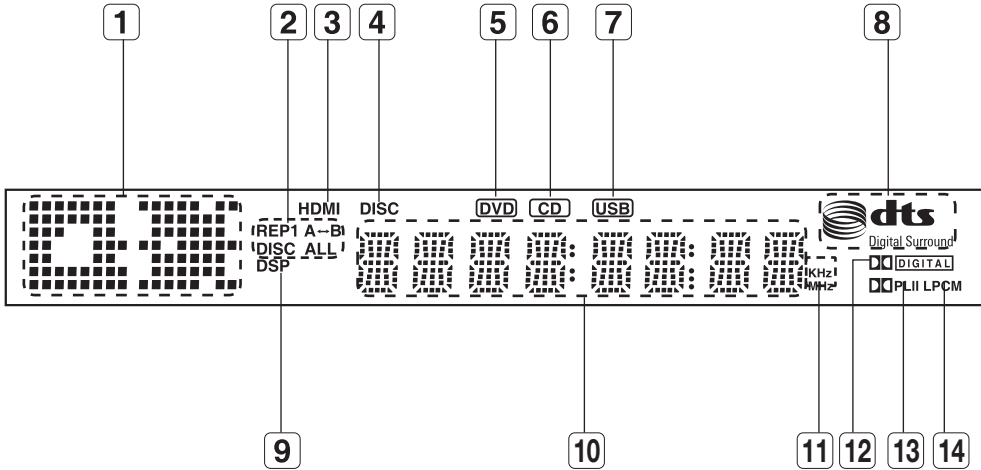 1 2 3 4 5 6 7 8
HDMI DISC DVD CD USB dts
REP1 A↔B
Digital Surround
DISC ALL
DSP
KHz DIGITAL
MHz PLII LPCM
9 10 11 12 13 14